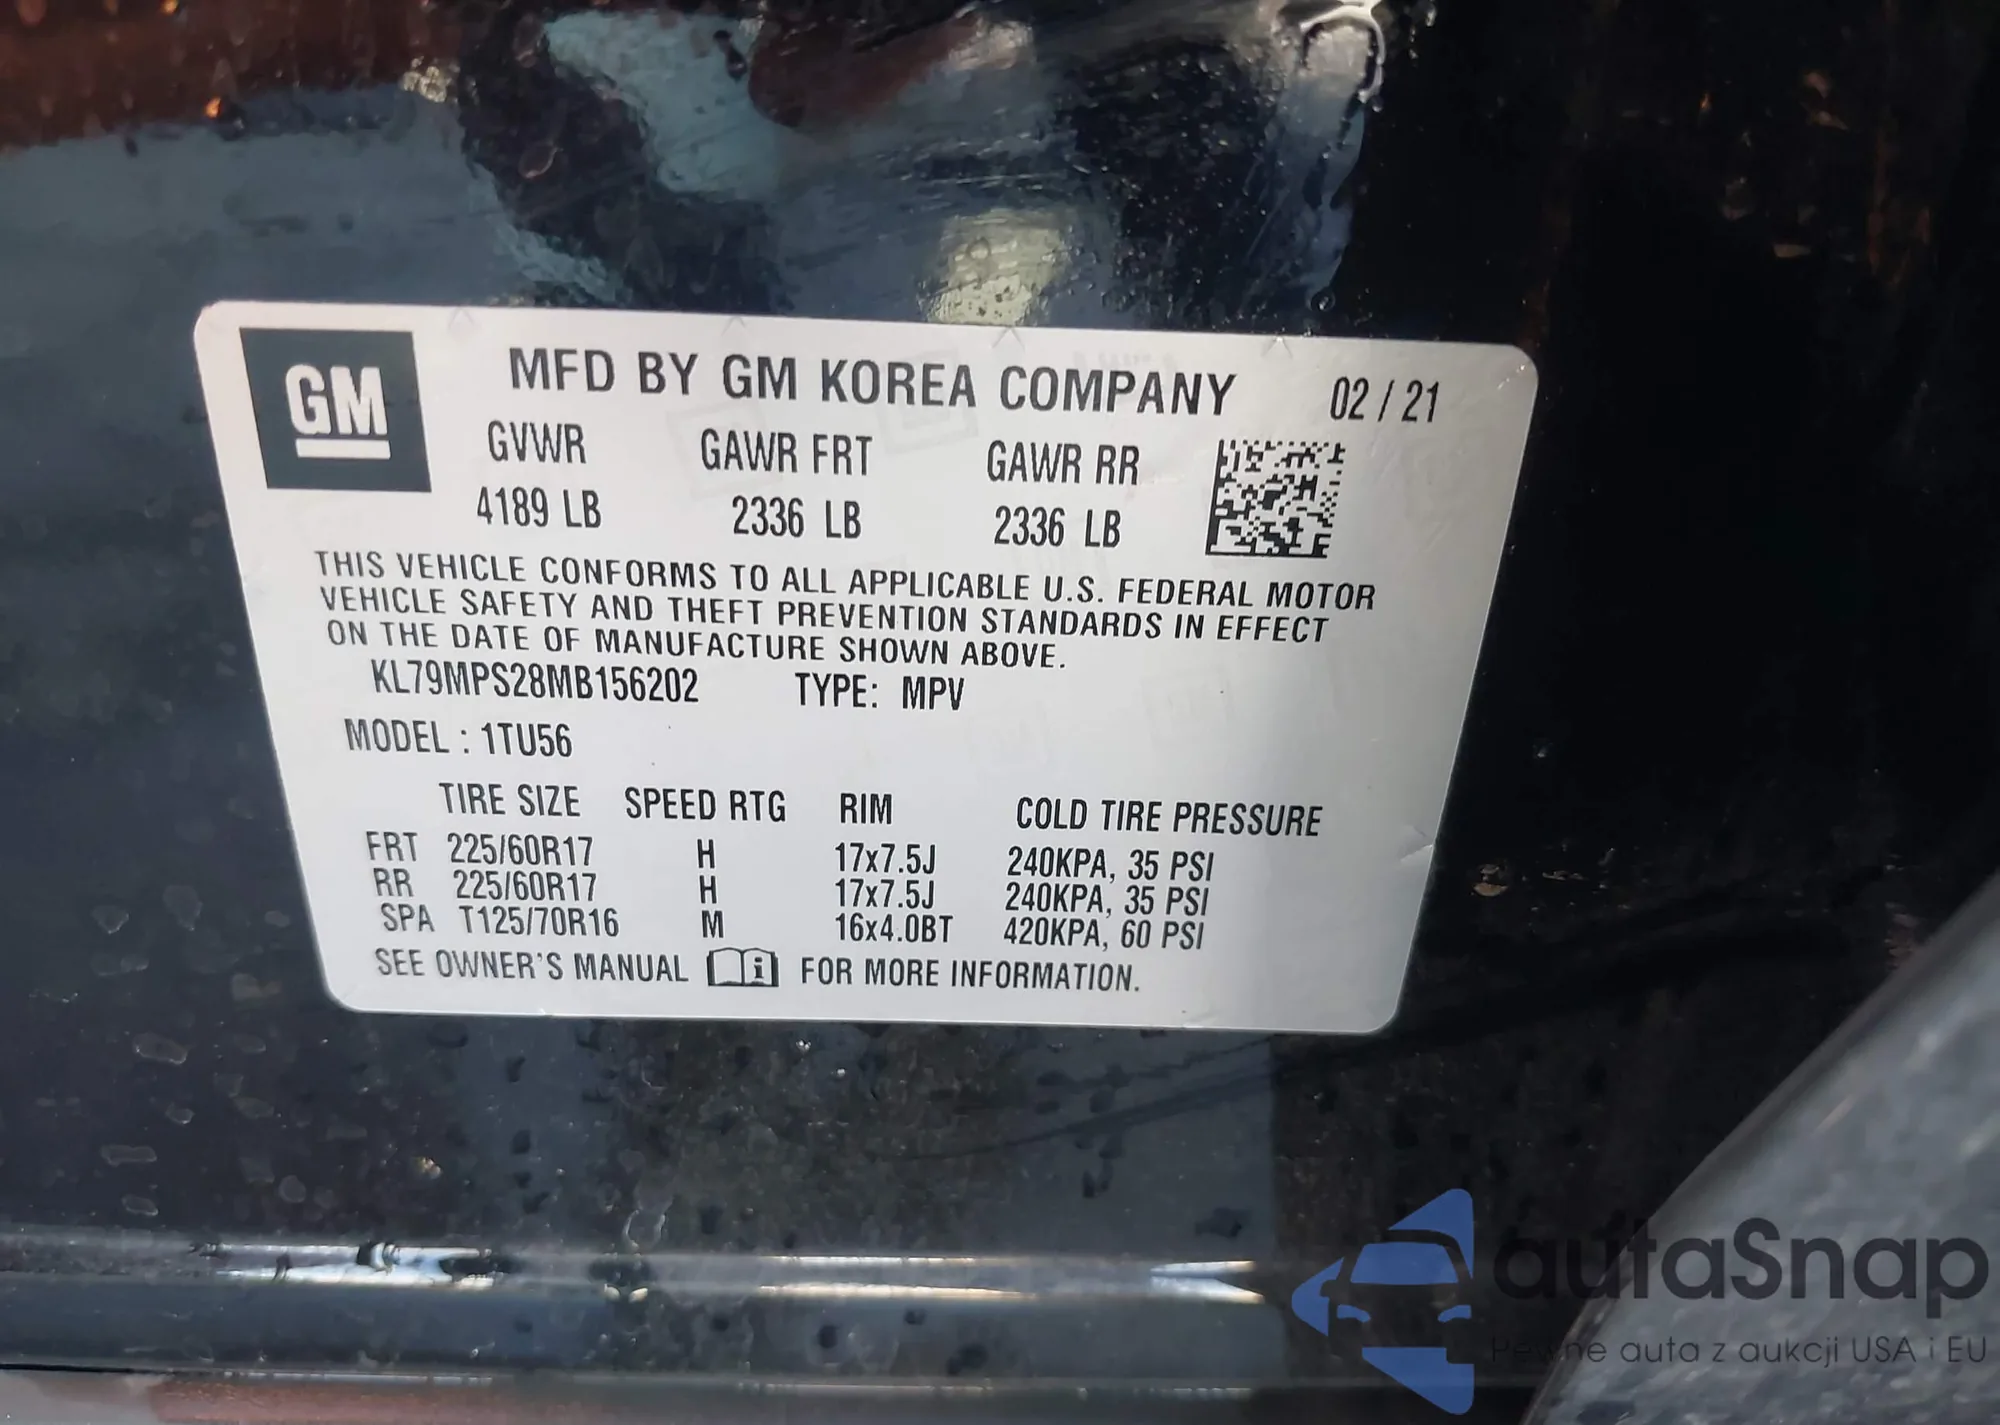 GM
MFD BY GM KOREA COMPANY 02 / 21
GVWR GAWR FRT GAWR RR
4189 LB 2336 LB 2336 LB
THIS VEHICLE CONFORMS TO ALL APPLICABLE U.S. FEDERAL MOTOR
VEHICLE SAFETY AND THEFT PREVENTION STANDARDS IN EFFECT
ON THE DATE OF MANUFACTURE SHOWN ABOVE.
KL79MPS28MB156202 TYPE: MPV
MODEL : 1TU56
TIRE SIZE SPEED RTG RIM COLD TIRE PRESSURE
FRT 225/60R17 H 17x7.5J 240KPA, 35 PSI
RR 225/60R17 H 17x7.5J 240KPA, 35 PSI
SPA T125/70R16 M 16x4.0BT 420KPA, 60 PSI
SEE OWNER'S MANUAL i FOR MORE INFORMATION.
autaSnap
Pewne auta z aukcji USA i EU